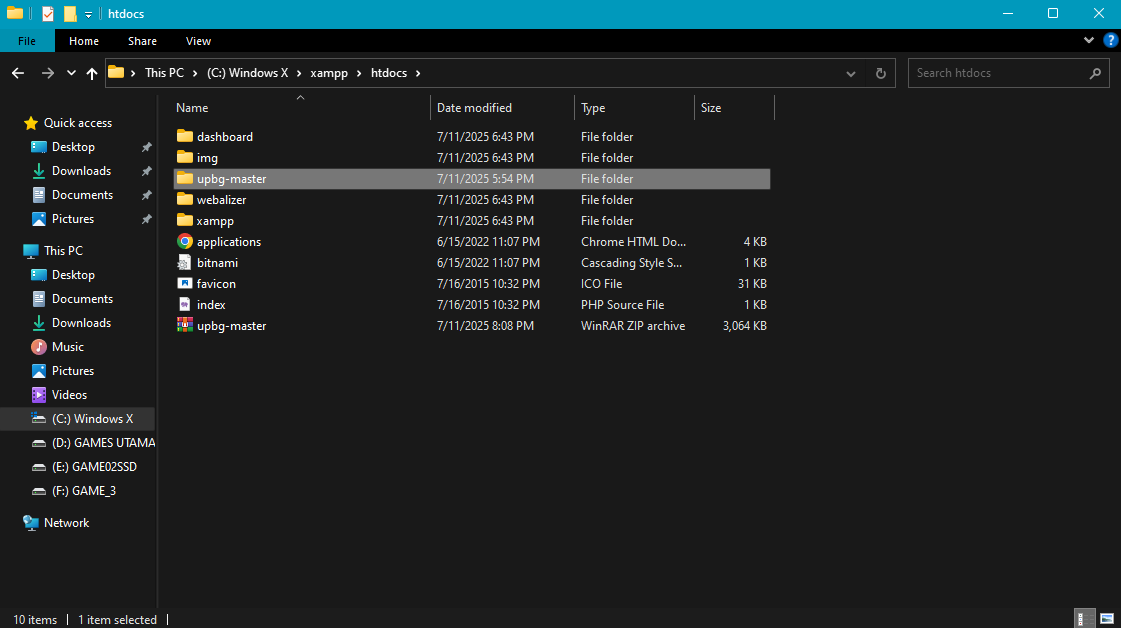 htdocs
File Home Share View
This PC (C:) Windows X xampp htdocs
Search htdocs
Name Date modified Type Size
Quick access
Desktop
Downloads
Documents
Pictures
This PC
Desktop
Documents
Downloads
Music
Pictures
Videos
(C:) Windows X
(D:) GAMES UTAMA
(E:) GAME02SSD
(F:) GAME_3
Network
dashboard 7/11/2025 6:43 PM File folder
img 7/11/2025 6:43 PM File folder
upbg-master 7/11/2025 5:54 PM File folder
webalizer 7/11/2025 6:43 PM File folder
xampp 7/11/2025 6:43 PM File folder
applications 6/15/2022 11:07 PM Chrome HTML Do... 4 KB
bitnami 6/15/2022 11:07 PM Cascading Style S... 1 KB
favicon 7/16/2015 10:32 PM ICO File 31 KB
index 7/16/2015 10:32 PM PHP Source File 1 KB
upbg-master 7/11/2025 8:08 PM WinRAR ZIP archive 3,064 KB
10 items 1 item selected